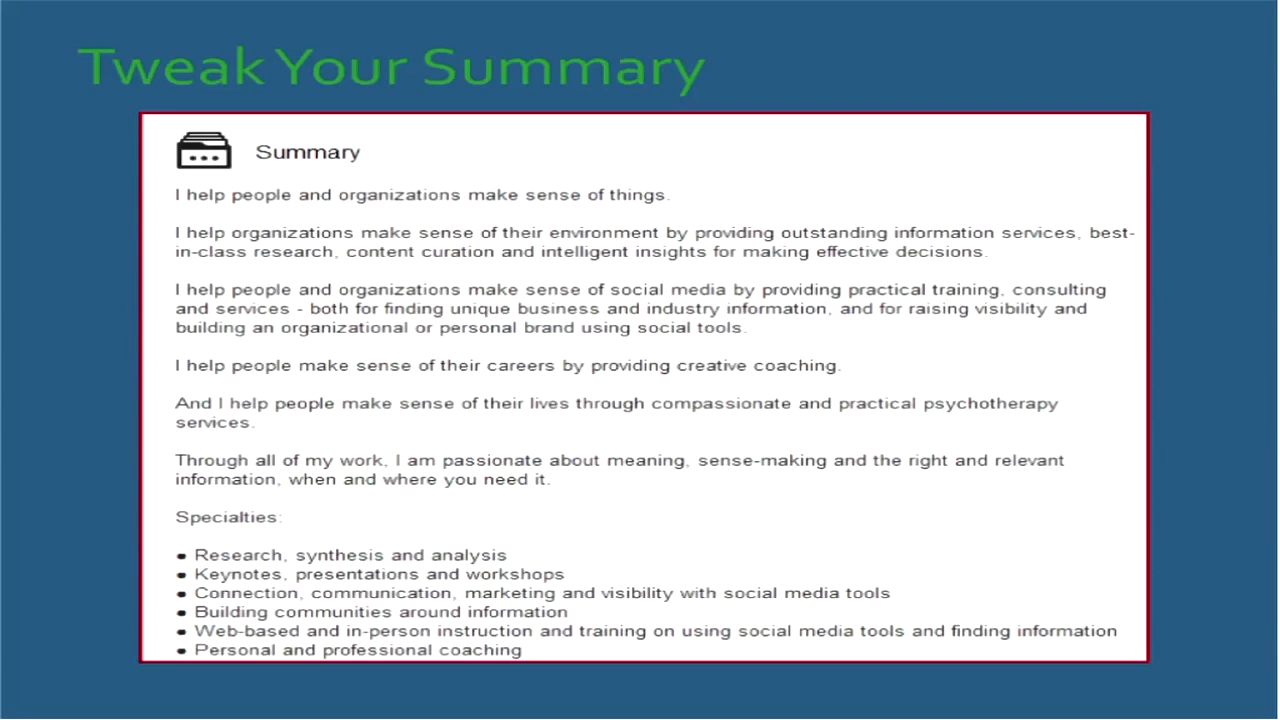 Tweak Your Summary
Summary
I help people and organizations make sense of things.
I help organizations make sense of their environment by providing outstanding information services, best-
in-class research, content curation and intelligent insights for making effective decisions.
I help people and organizations make sense of social media by providing practical training, consulting
and services - both for finding unique business and industry information, and for raising visibility and
building an organizational or personal brand using social tools.
I help people make sense of their careers by providing creative coaching.
And I help people make sense of their lives through compassionate and practical psychotherapy
services.
Through all of my work, I am passionate about meaning, sense-making and the right and relevant
information, when and where you need it.
Specialties:
● Research, synthesis and analysis
● Keynotes, presentations and workshops
● Connection, communication, marketing and visibility with social media tools
● Building communities around information
● Web-based and in-person instruction and training on using social media tools and finding information
● Personal and professional coaching